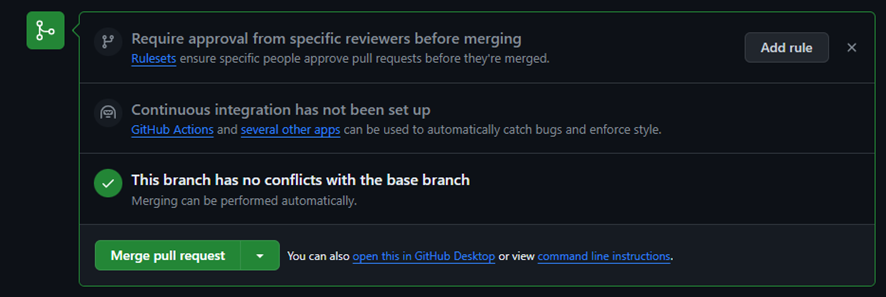 Require approval from specific reviewers before merging
Rulesets ensure specific people approve pull requests before they're merged.
Add rule
Continuous integration has not been set up
GitHub Actions and several other apps can be used to automatically catch bugs and enforce style.
This branch has no conflicts with the base branch
Merging can be performed automatically.
Merge pull request
You can also open this in GitHub Desktop or view command line instructions.